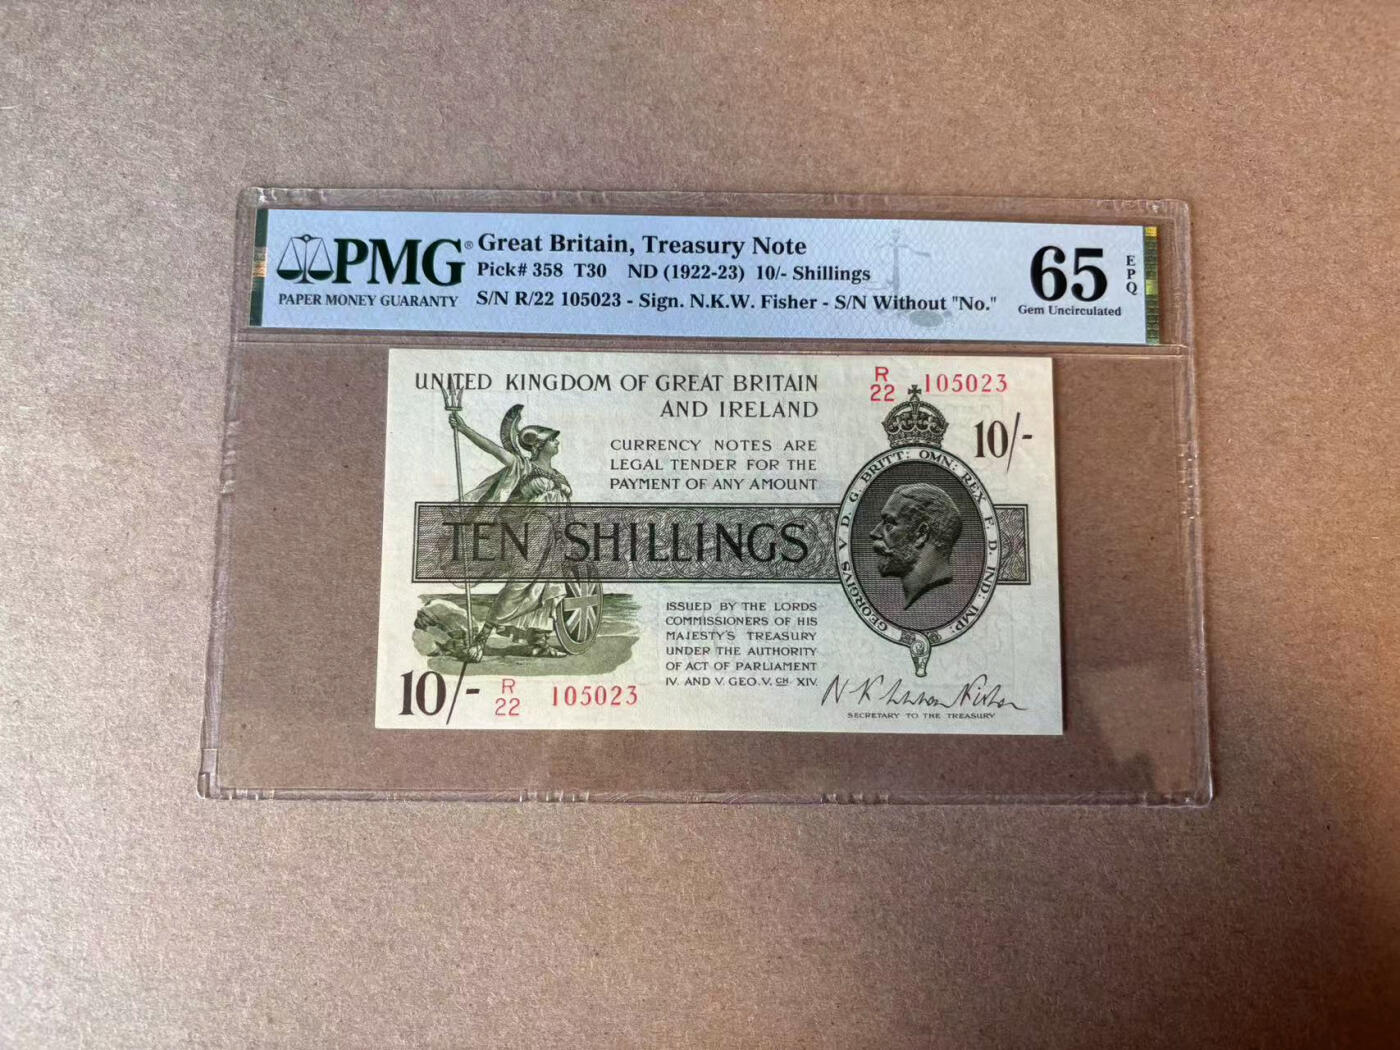 PMG®
PAPER MONEY GUARANTY
Great Britain, Treasury Note
Pick# 358 T30 ND (1922-23) 10/- Shillings
S/N R/22 105023 - Sign. N.K.W. Fisher - S/N Without "No."
65
Gem Uncirculated
EPQ
UNITED KINGDOM OF GREAT BRITAIN
AND IRELAND
R
22 105023
10/-
CURRENCY NOTES ARE
LEGAL TENDER FOR THE
PAYMENT OF ANY AMOUNT
TEN SHILLINGS
GEORGIVS V D. G. BRITT: OMN: REX F. D. IND: IMP:
ISSUED BY THE LORDS
COMMISSIONERS OF HIS
MAJESTY'S TREASURY
UNDER THE AUTHORITY
OF ACT OF PARLIAMENT
IV. AND V. GEO. V. CH. XIV.
10/-
R
22 105023
SECRETARY TO THE TREASURY